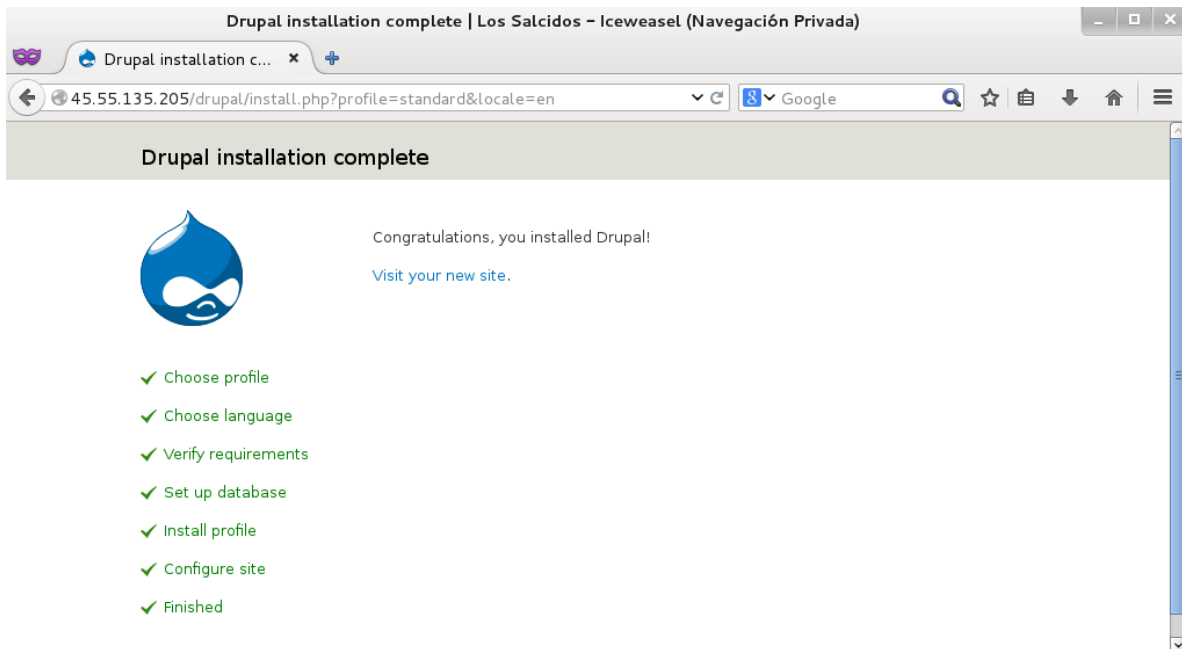 Drupal installation complete | Los Salcidos – Iceweasel (Navegación Privada)
Drupal installation c...
45.55.135.205/drupal/install.php?profile=standard&locale=en
Google
Drupal installation complete
Congratulations, you installed Drupal!
Visit your new site.
Choose profile
Choose language
Verify requirements
Set up database
Install profile
Configure site
Finished